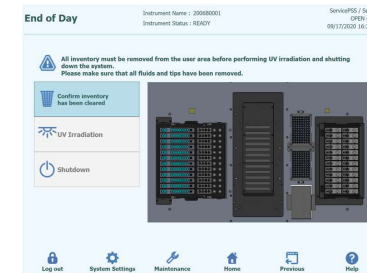 End of Day
Instrument Name : 200680001
Instrument Status : READY
ServicePSS / Su
OPEN
09/17/2020 16:
All inventory must be removed from the user area before performing UV irradiation and shutting
down the system.
Please make sure that all fluids and tips have been removed.
Confirm inventory
has been cleared
UV Irradiation
Shutdown
Log out
System Settings
Maintenance
Home
Previous
Help